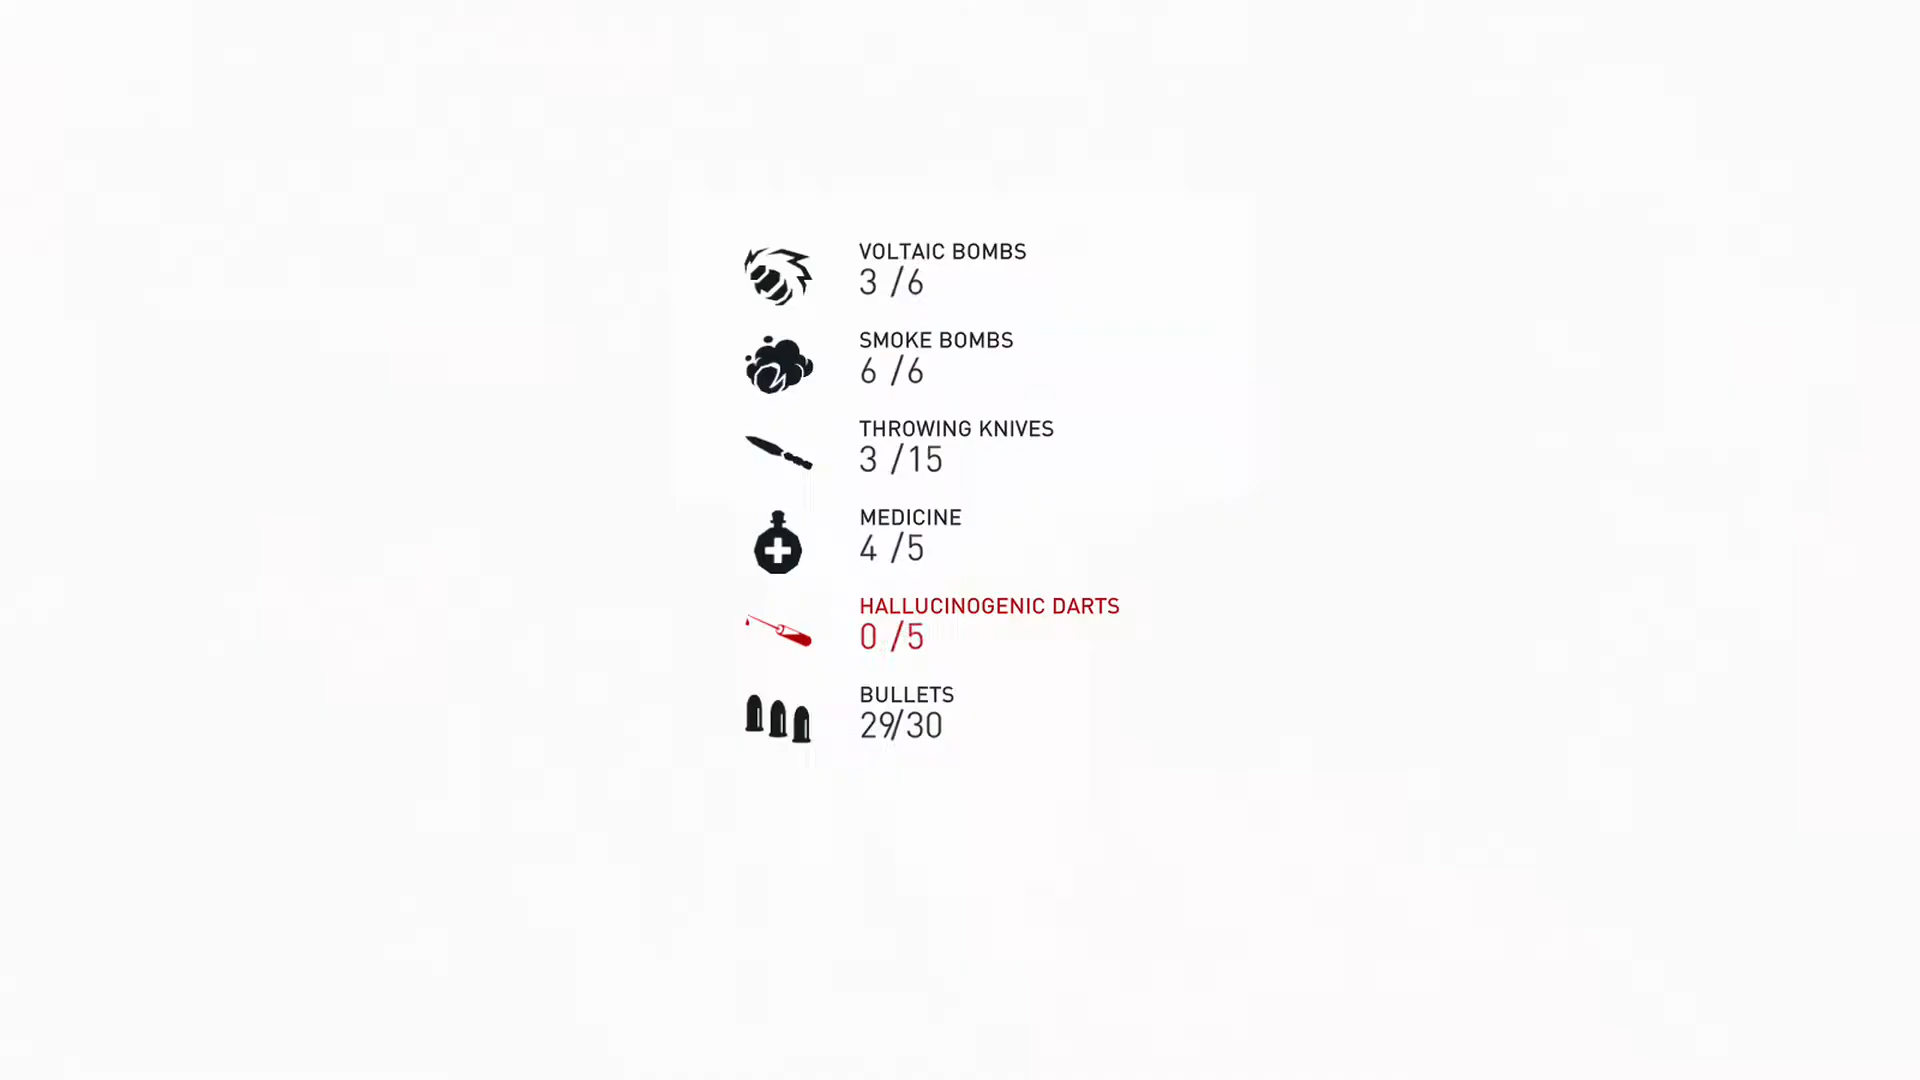 VOLTAIC BOMBS
3 /6
SMOKE BOMBS
6 /6
THROWING KNIVES
3 /15
MEDICINE
4 /5
HALLUCINOGENIC DARTS
0 /5
BULLETS
29/30